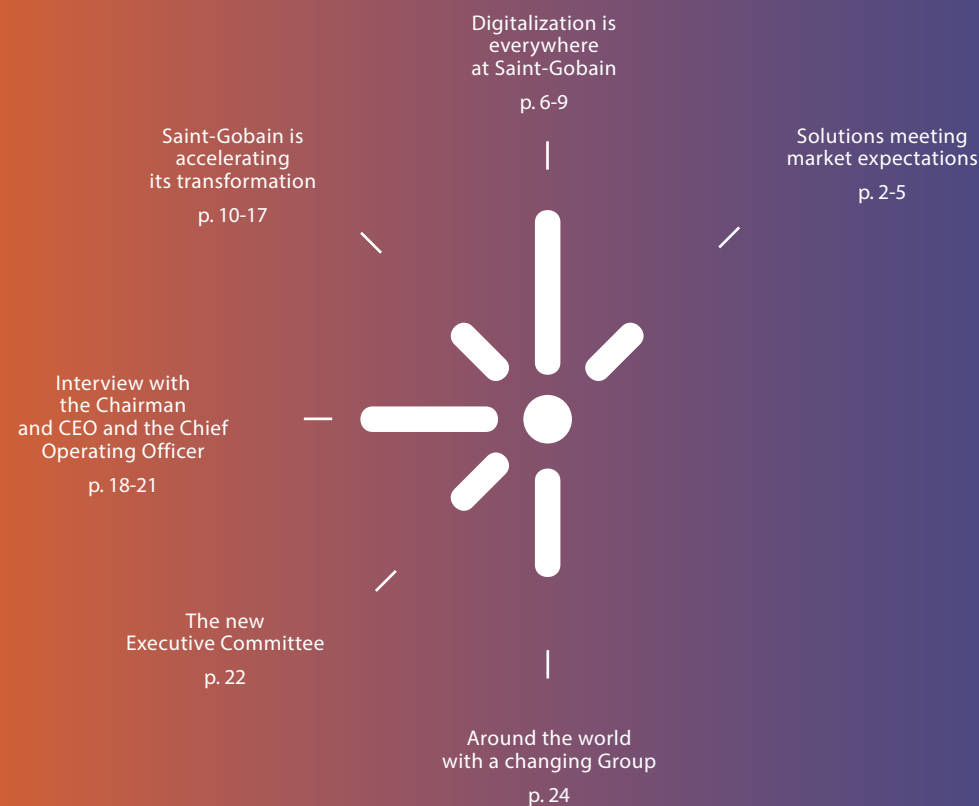 Digitalization is
everywhere
at Saint-Gobain
p. 6-9
Saint-Gobain is
accelerating
its transformation
p. 10-17
Solutions meeting
market expectations
p. 2-5
Interview with
the Chairman
and CEO and the Chief
Operating Officer
p. 18-21
The new
Executive Committee
p. 22
Around the world
with a changing Group
p. 24